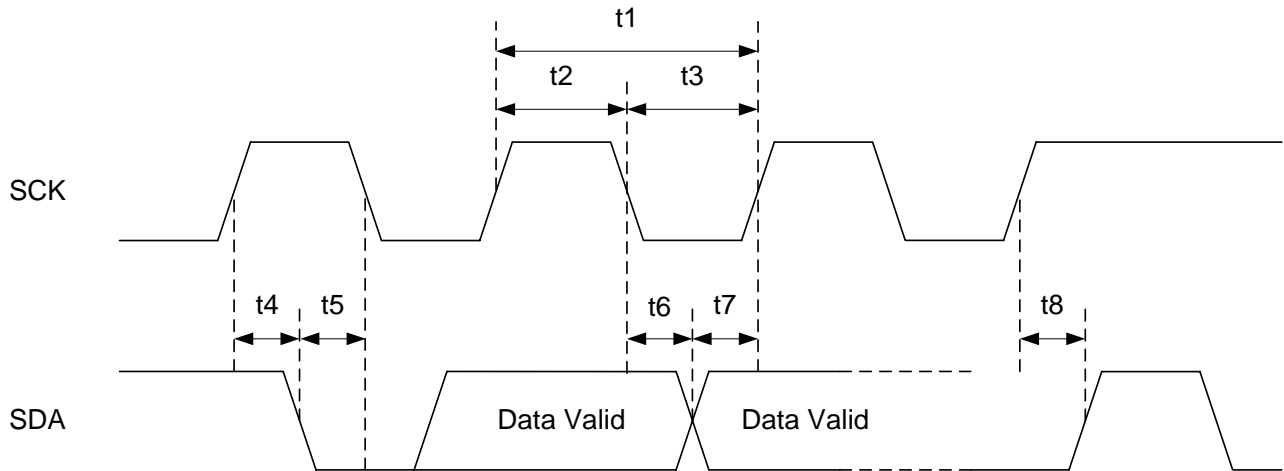 t1
t2 t3
SCK
t4 t5 t6 t7 t8
SDA Data Valid Data Valid